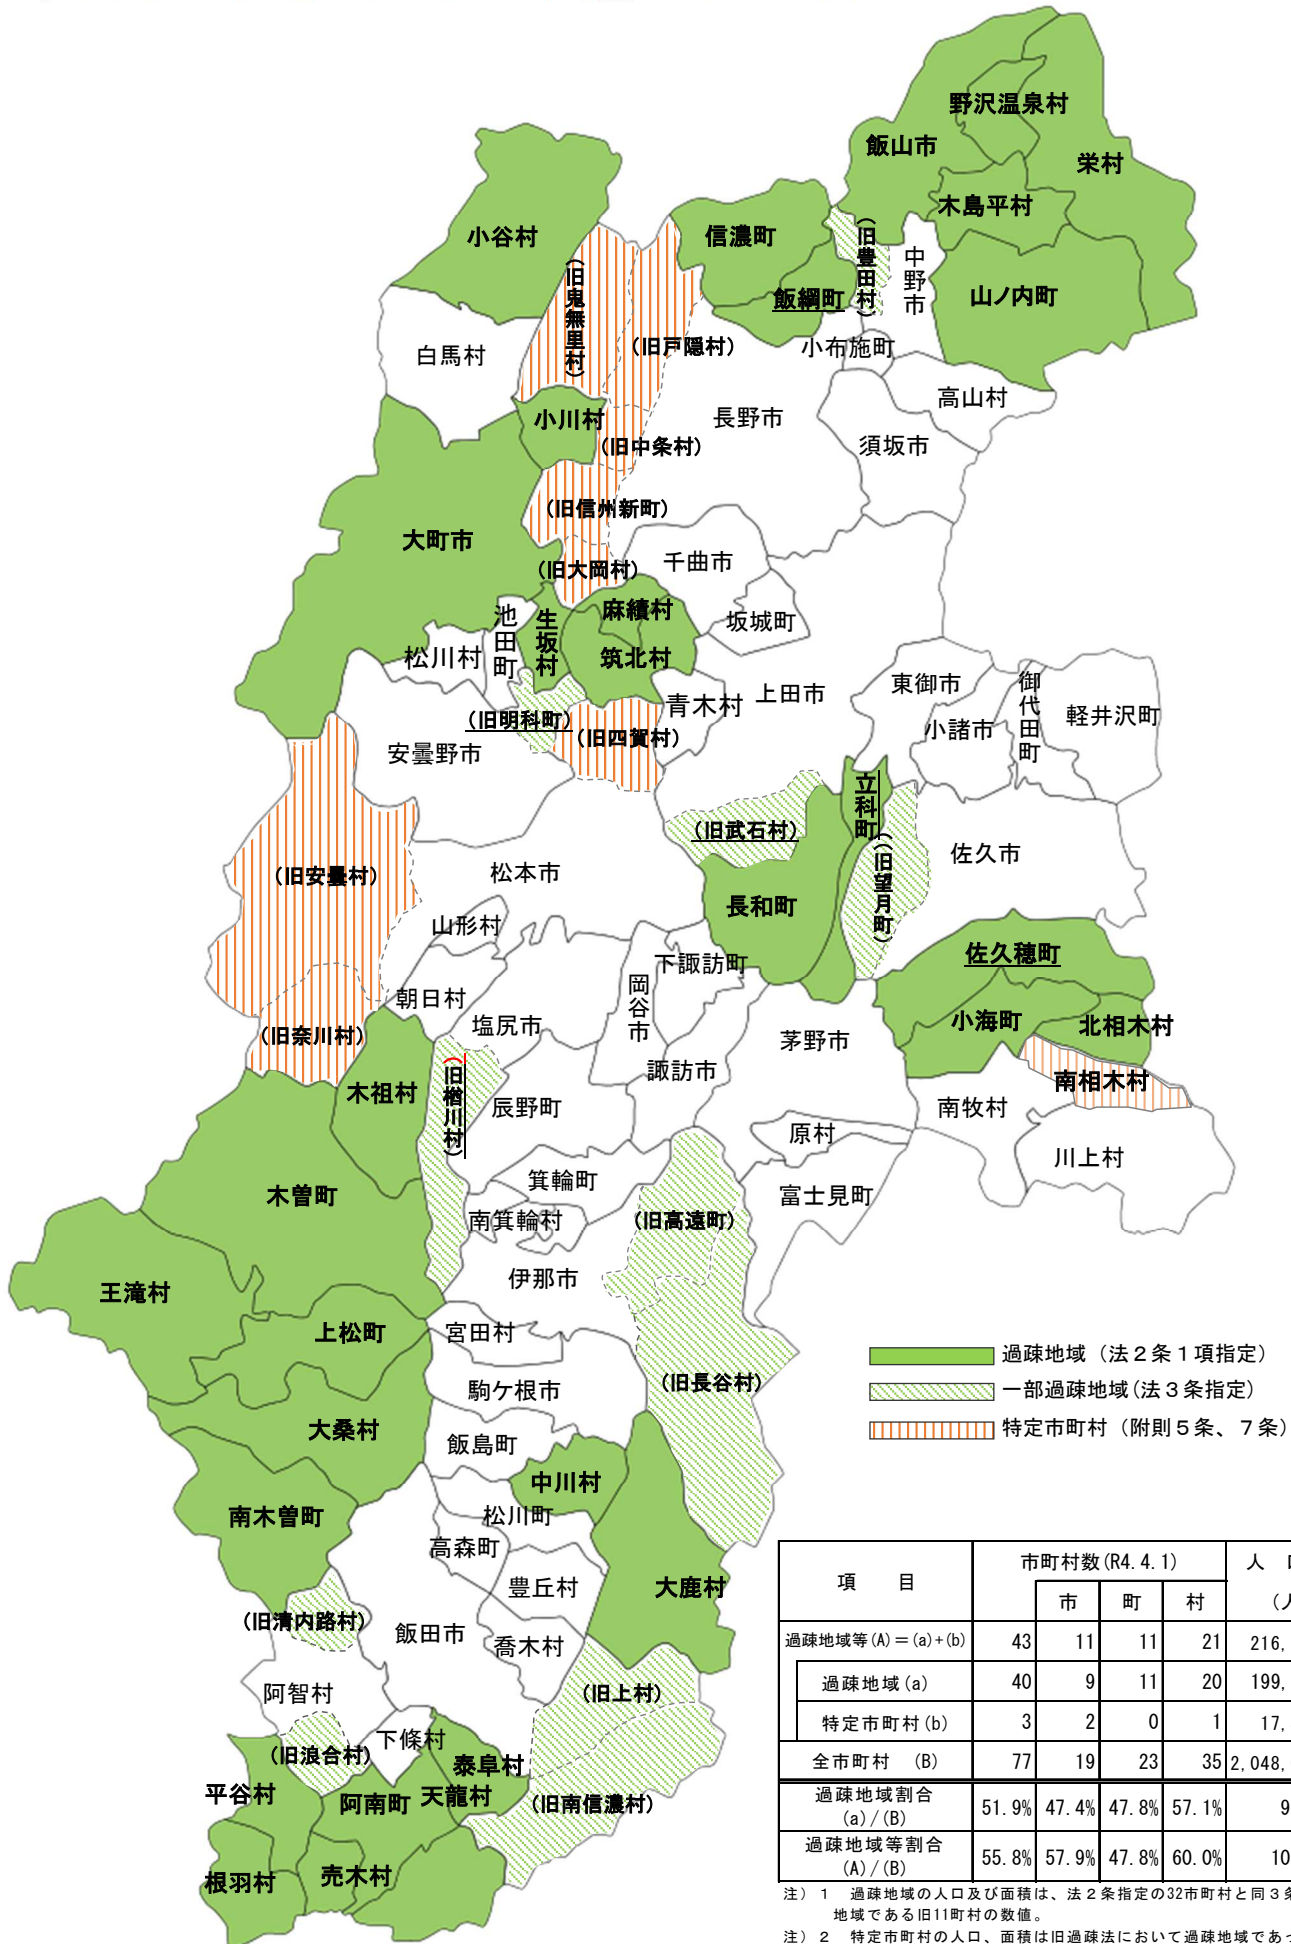 野沢温泉村
飯山市
栄村
木島平村
小谷村
信濃町
(旧豊田村)
中野市
飯綱町
山ノ内町
(旧鬼無里村)
(旧戸隠村)
白馬村
小布施町
高山村
小川村
長野市
(旧中条村)
須坂市
(旧信州新町)
大町市
千曲市
(旧大岡村)
麻績村
池田町
生坂村
坂城町
松川村
筑北村
東御市
御代田町
青木村
上田市
軽井沢町
(旧明科町)
(旧四賀村)
小諸市
安曇野市
立科町
(旧武石村)
((旧望月町)
佐久市
(旧安曇村)
松本市
長和町
山形村
佐久穂町
下諏訪町
岡谷市
朝日村
塩尻市
小海町
北相木村
(旧奈川村)
茅野市
諏訪市
南相木村
木祖村
(旧楢川村)
辰野町
南牧村
原村
川上村
箕輪町
木曽町
富士見町
南箕輪村
(旧高遠町)
伊那市
王滝村
上松町
宮田村
過疎地域(法2条1項指定)
駒ケ根市
(旧長谷村)
一部過疎地域(法3条指定)
特定市町村(附則5条、7条)
大桑村
飯島町
中川村
南木曽町
松川町
高森町
豊丘村
大鹿村
(旧清内路村)
飯田市
喬木村
阿智村
(旧上村)
下條村
(旧浪合村)
泰阜村
平谷村
阿南町
天龍村
(旧南信濃村)
根羽村
売木村
項 目 市町村数(R4.4.1) 人
市 町 村
過疎地域等(A)=(a)+(b) 43 11 11 21 216,
過疎地域(a) 40 9 11 20 199,
特定市町村(b) 3 2 0 1 17,
全市町村 (B) 77 19 23 35 2,048,
過疎地域割合
(a)/(B) 51.9% 47.4% 47.8% 57.1% 9
過疎地域等割合
(A)/(B) 55.8% 57.9% 47.8% 60.0% 10
注) 1 過疎地域の人口及び面積は、法2条指定の32市町村と同3条
地域である旧11町村の数値。
注) 2 特定市町村の人口、面積は旧過疎法において過疎地域であっ